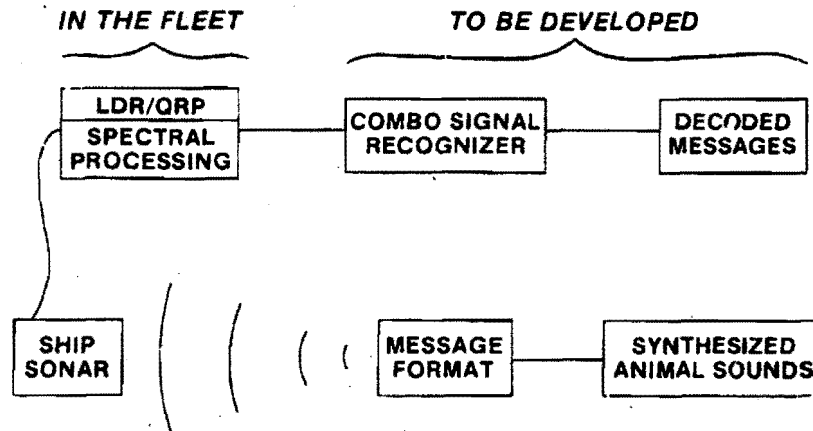 IN THE FLEET
TO BE DEVELOPED
LDR/QRP
SPECTRAL
PROCESSING
COMBO SIGNAL
RECOGNIZER
DECODED
MESSAGES
SHIP
SONAR
MESSAGE
FORMAT
SYNTHESIZED
ANIMAL SOUNDS